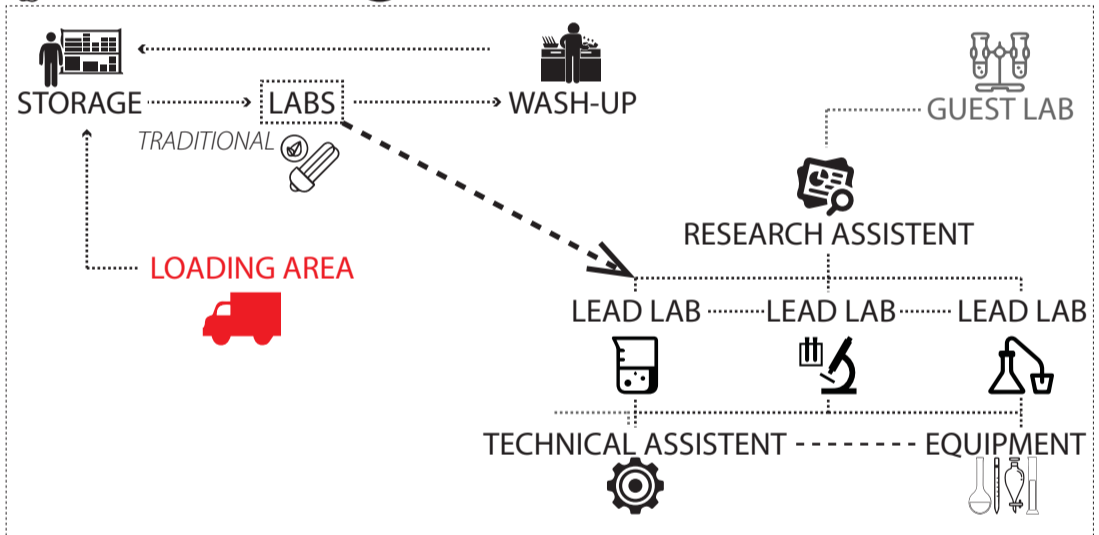 STORAGE
LABS
WASH-UP
GUEST LAB
TRADITIONAL
RESEARCH ASSISTENT
LOADING AREA
LEAD LAB
LEAD LAB
LEAD LAB
TECHNICAL ASSISTENT
EQUIPMENT